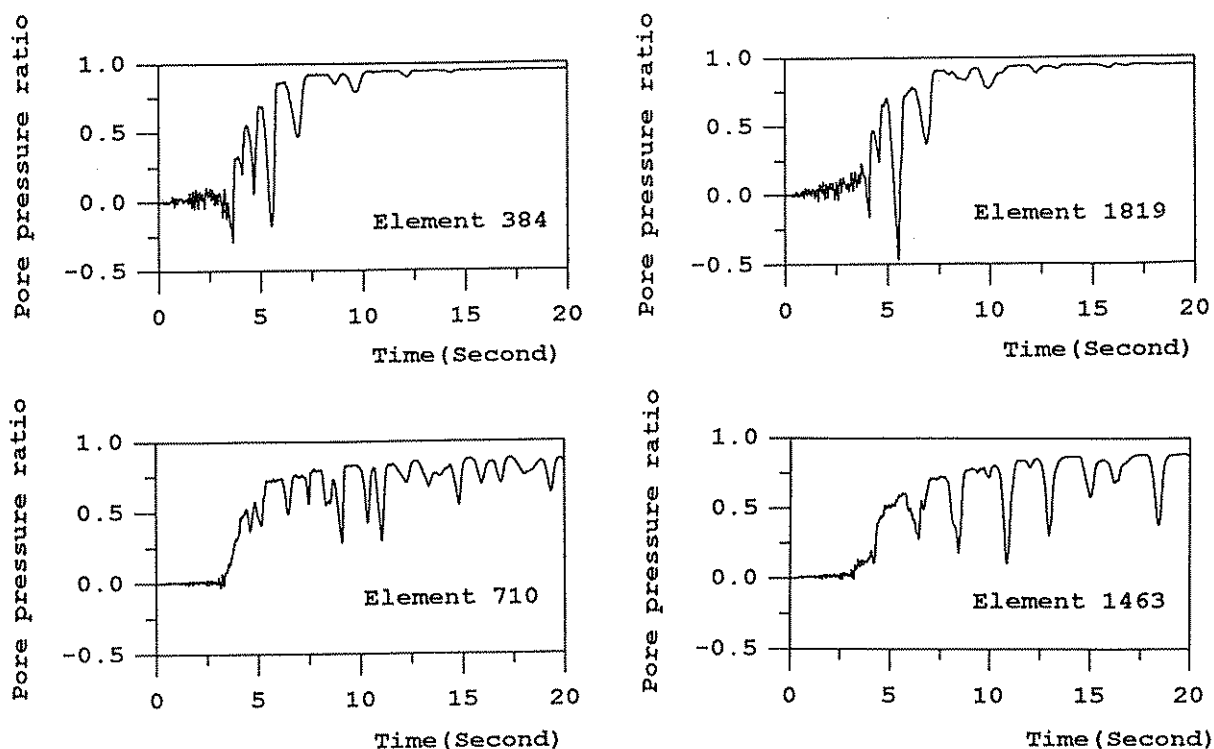 Pore pressure ratio
1.0
0.5
0.0
−0.5
Element 384
0 5 10 15 20
Time(Second)
Pore pressure ratio
1.0
0.5
0.0
−0.5
Element 1819
0 5 10 15 20
Time(Second)
Pore pressure ratio
1.0
0.5
0.0
−0.5
Element 710
0 5 10 15 20
Time(Second)
Pore pressure ratio
1.0
0.5
0.0
−0.5
Element 1463
0 5 10 15 20
Time(Second)